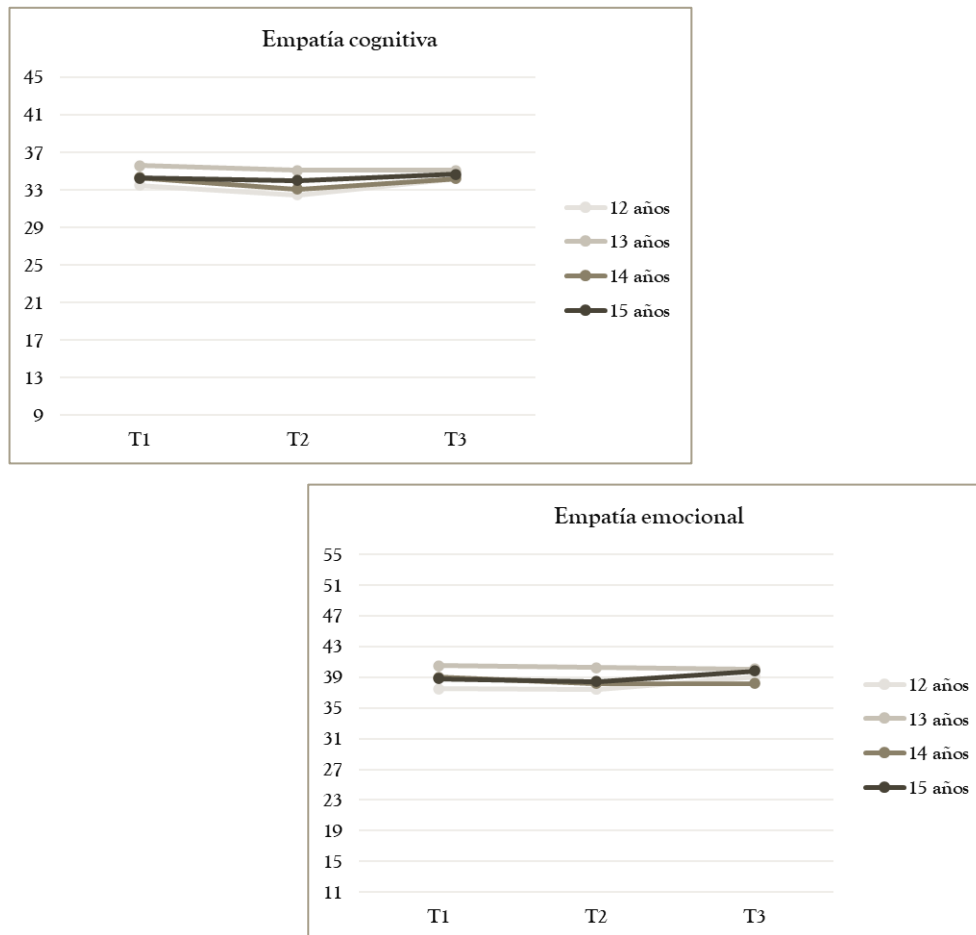 Empatía cognitiva
45
41
37
33
29
25
21
17
13
9
T1 T2 T3
12 años
13 años
14 años
15 años
Empatía emocional
55
51
47
43
39
35
31
27
23
19
15
11
T1 T2 T3
12 años
13 años
14 años
15 años